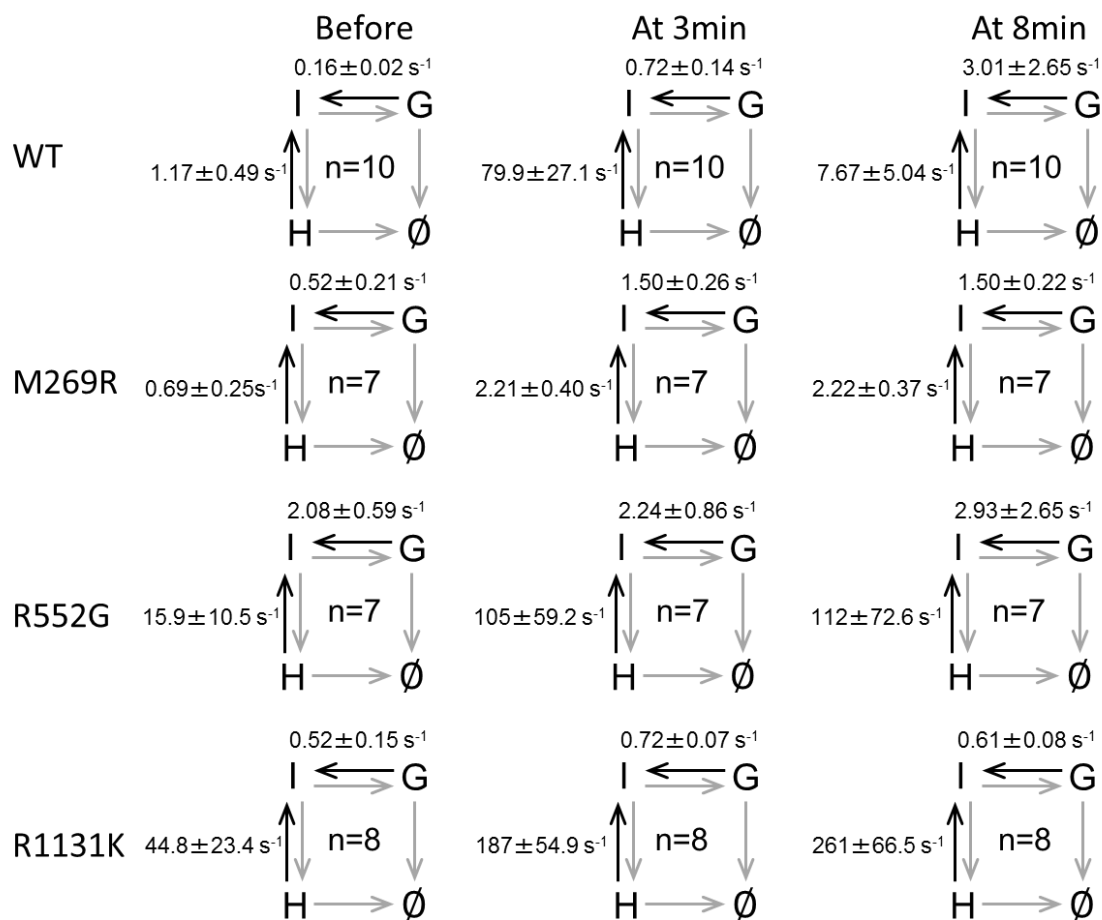 Before At 3min At 8min
0.16±0.02 s⁻¹ 0.72±0.14 s⁻¹ 3.01±2.65 s⁻¹
I G I G I G
WT 1.17±0.49 s⁻¹ n=10 79.9±27.1 s⁻¹ n=10 7.67±5.04 s⁻¹ n=10
H Ø H Ø H Ø
0.52±0.21 s⁻¹ 1.50±0.26 s⁻¹ 1.50±0.22 s⁻¹
I G I G I G
M269R 0.69±0.25s⁻¹ n=7 2.21±0.40 s⁻¹ n=7 2.22±0.37 s⁻¹ n=7
H Ø H Ø H Ø
2.08±0.59 s⁻¹ 2.24±0.86 s⁻¹ 2.93±2.65 s⁻¹
I G I G I G
R552G 15.9±10.5 s⁻¹ n=7 105±59.2 s⁻¹ n=7 112±72.6 s⁻¹ n=7
H Ø H Ø H Ø
0.52±0.15 s⁻¹ 0.72±0.07 s⁻¹ 0.61±0.08 s⁻¹
I G I G I G
R1131K 44.8±23.4 s⁻¹ n=8 187±54.9 s⁻¹ n=8 261±66.5 s⁻¹ n=8
H Ø H Ø H Ø